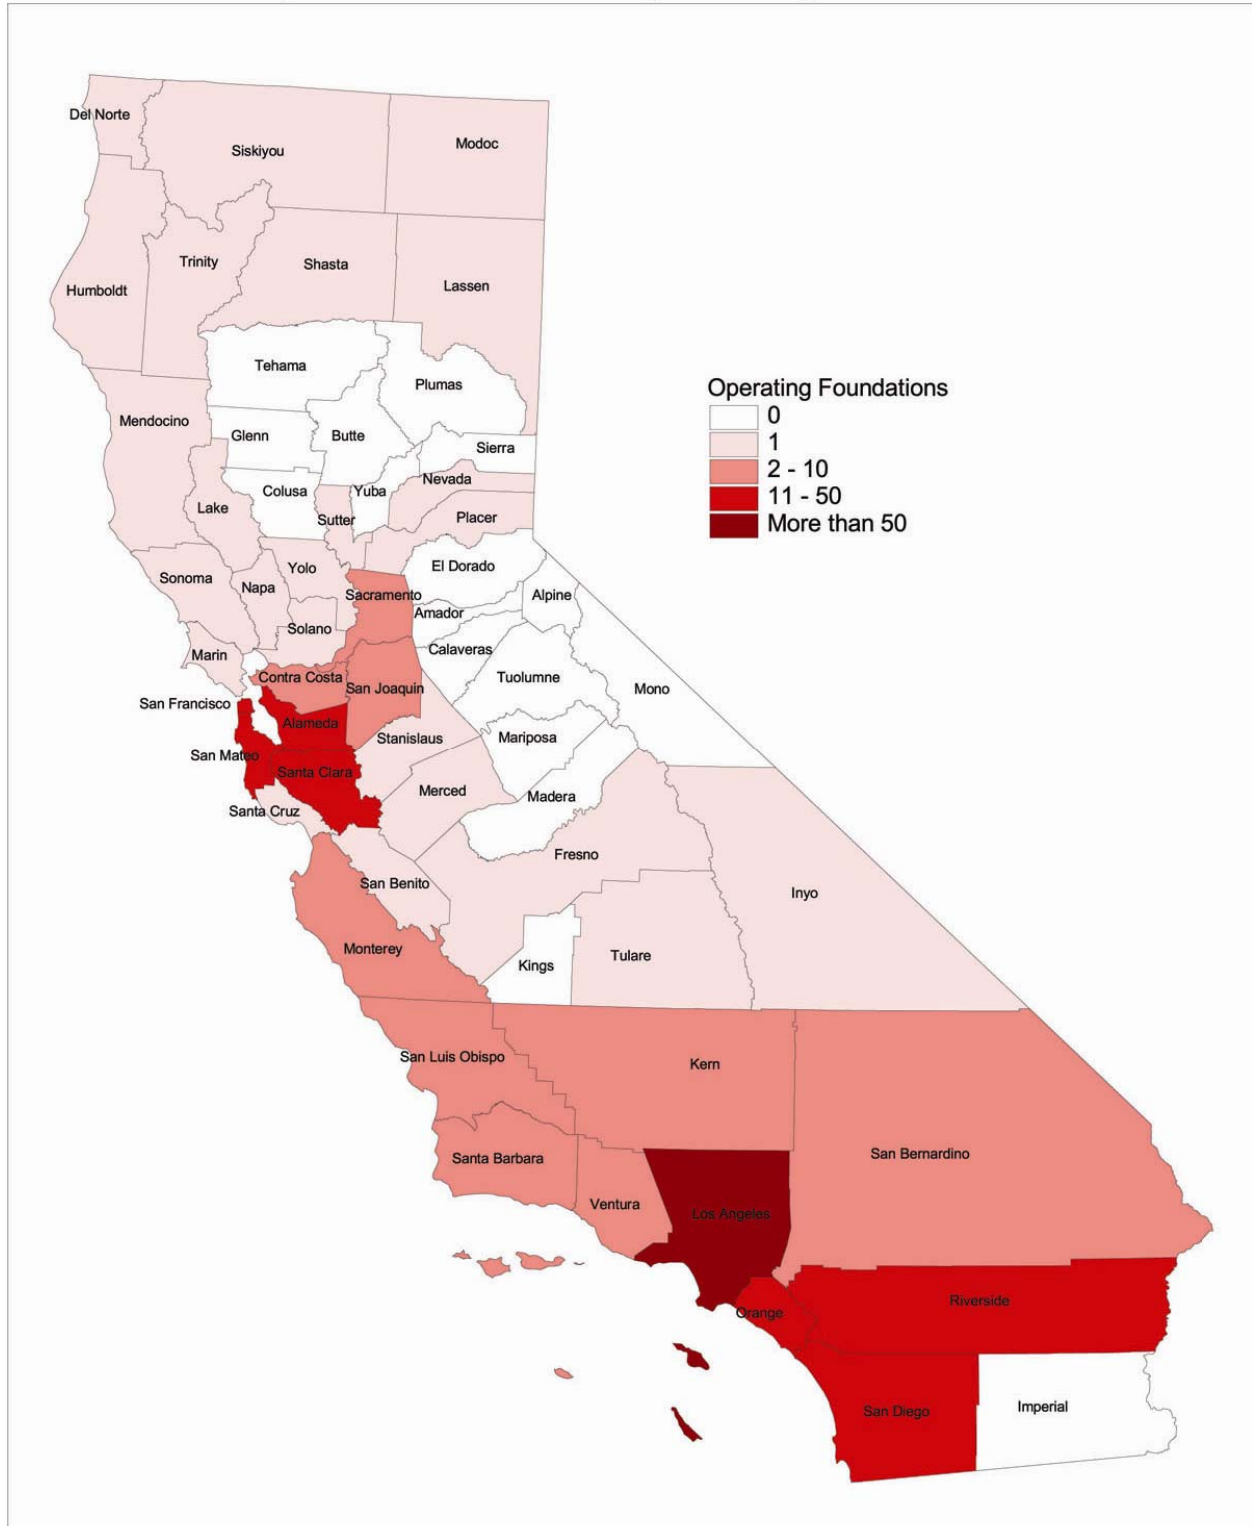 Del Norte
Siskiyou
Modoc
Humboldt
Trinity
Shasta
Lassen
Tehama
Plumas
Mendocino
Glenn
Butte
Sierra
Colusa
Yuba
Nevada
Lake
Sutter
Placer
Sonoma
Napa
Yolo
El Dorado
Sacramento
Alpine
Amador
Solano
Calaveras
Marin
Contra Costa
San Joaquin
Tuolumne
Mono
San Francisco
Alameda
Stanislaus
Mariposa
San Mateo
Santa Clara
Merced
Madera
Santa Cruz
Fresno
San Benito
Inyo
Monterey
Kings
Tulare
San Luis Obispo
Kern
Santa Barbara
San Bernardino
Ventura
Los Angeles
Orange
Riverside
San Diego
Imperial
Operating Foundations
0
1
2 - 10
11 - 50
More than 50